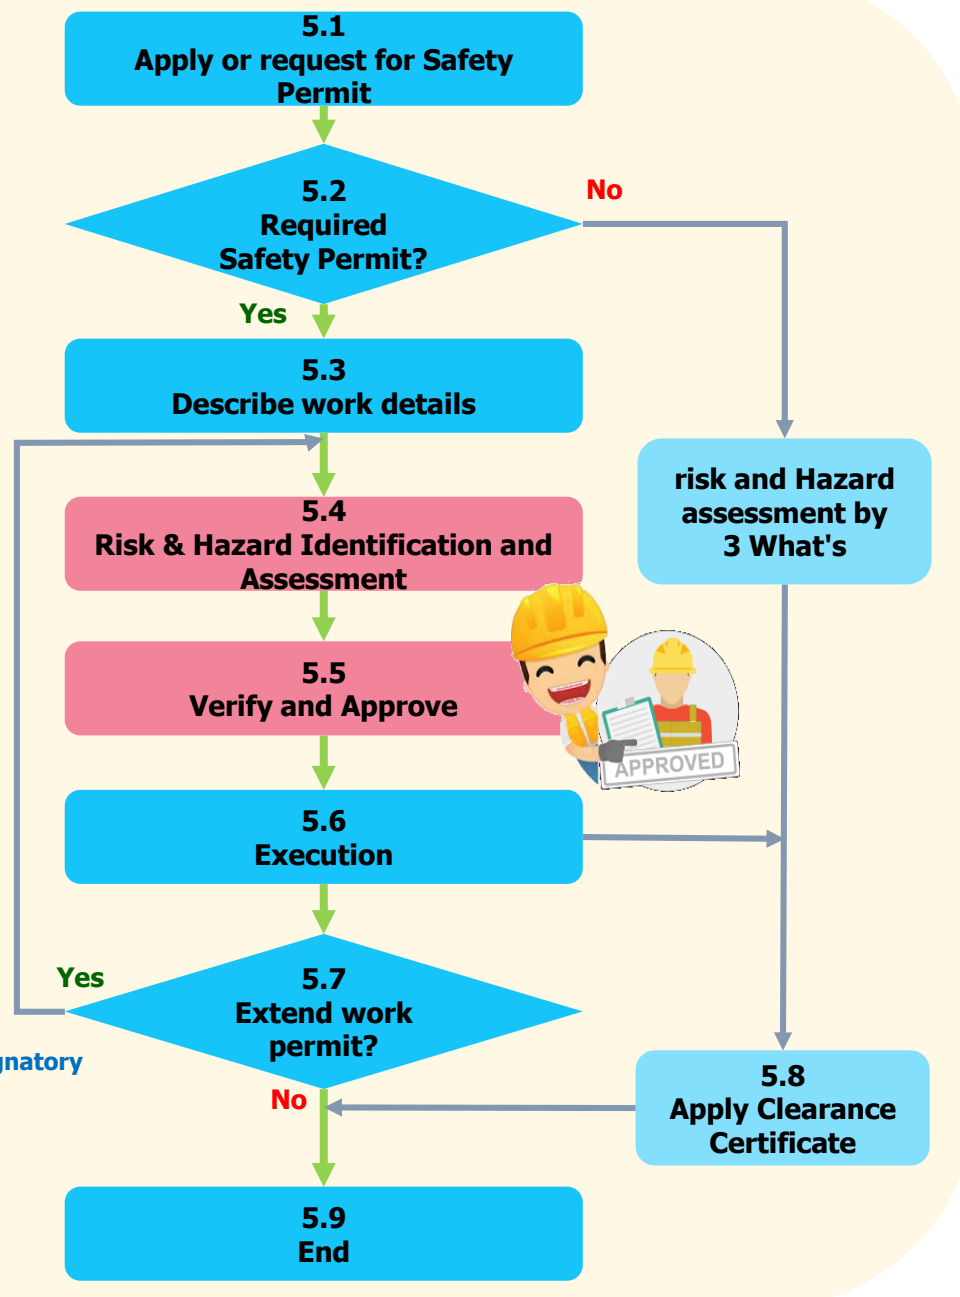 5.1
Apply or request for Safety
Permit
5.2
Required
Safety Permit?
No
Yes
5.3
Describe work details
5.4
Risk & Hazard Identification and
Assessment
risk and Hazard
assessment by
3 What's
5.5
Verify and Approve
APPROVED
5.6
Execution
Yes
5.7
Extend work
permit?
gnatory
No
5.8
Apply Clearance
Certificate
5.9
End